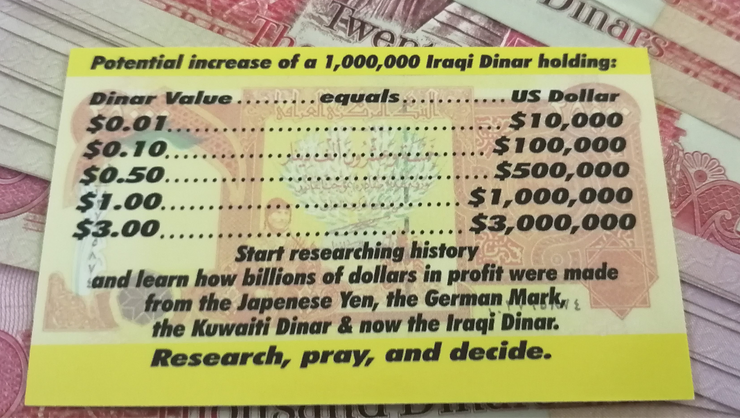 Twen
Dinars
Potential increase of a 1,000,000 Iraqi Dinar holding:
Dinar Value.........equals.............US Dollar
$0.01.......................................$10,000
$0.10.....................................$100,000
$0.50.....................................$500,000
$1.00..................................$1,000,000
$3.00..................................$3,000,000
Start researching history
and learn how billions of dollars in profit were made
from the Japenese Yen, the German Mark,
the Kuwaiti Dinar & now the Iraqi Dinar.
Research, pray, and decide.